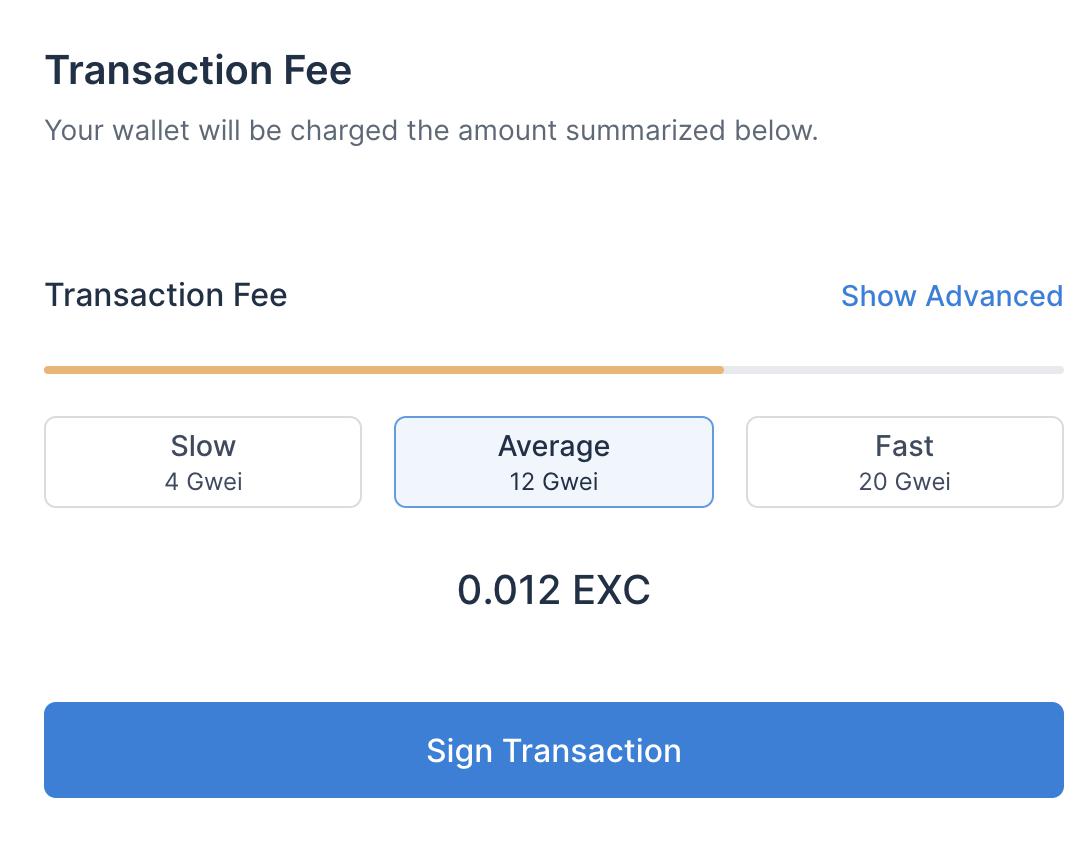 Transaction Fee
Your wallet will be charged the amount summarized below.
Transaction Fee
Show Advanced
Slow
4 Gwei
Average
12 Gwei
Fast
20 Gwei
0.012 EXC
Sign Transaction